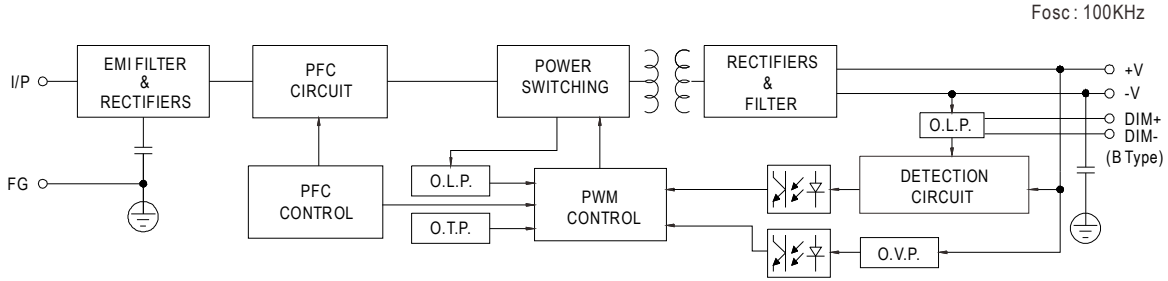 Fosc : 100KHz
I/P
EMI FILTER
&
RECTIFIERS
PFC
CIRCUIT
POWER
SWITCHING
RECTIFIERS
&
FILTER
+V
-V
DIM+
DIM-
(B Type)
O.L.P.
FG
PFC
CONTROL
O.L.P.
O.T.P.
PWM
CONTROL
DETECTION
CIRCUIT
O.V.P.